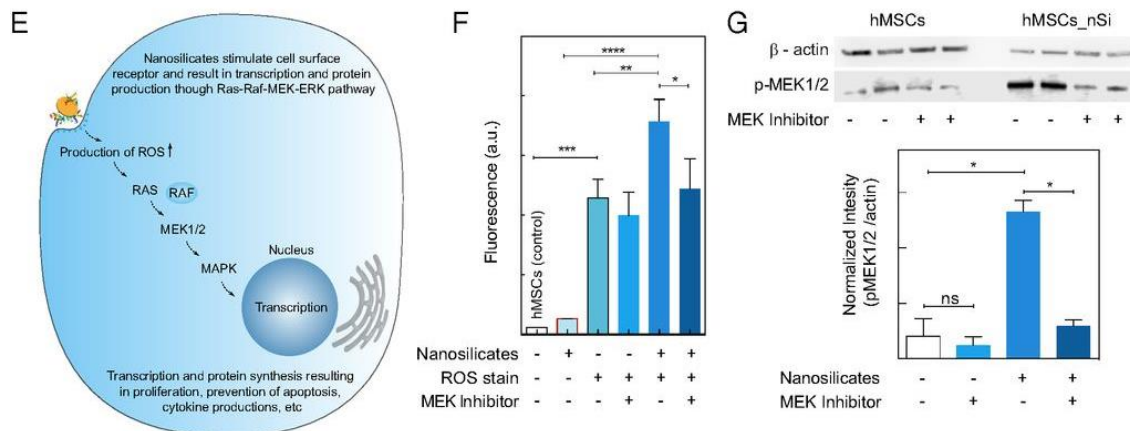 E
Nanosilicates stimulate cell surface
receptor and result in transcription and protein
production though Ras-Raf-MEK-ERK pathway
Production of ROS↑
RAS RAF
MEK1/2
MAPK
Nucleus
Transcription
Transcription and protein synthesis resulting
in proliferation, prevention of apoptosis,
cytokine productions, etc
F
Fluorescence (a.u.)
****
**
*
***
hMSCs (control)
Nanosilicates - + - - + +
ROS stain - - + + + +
MEK Inhibitor - - - + - +
G
hMSCs hMSCs_nSi
β - actin
p-MEK1/2
MEK Inhibitor - - + + - - + +
Normalized Intesity
(pMEK1/2 /actin)
*
*
ns
Nanosilicates - - + +
MEK Inhibitor - + - +